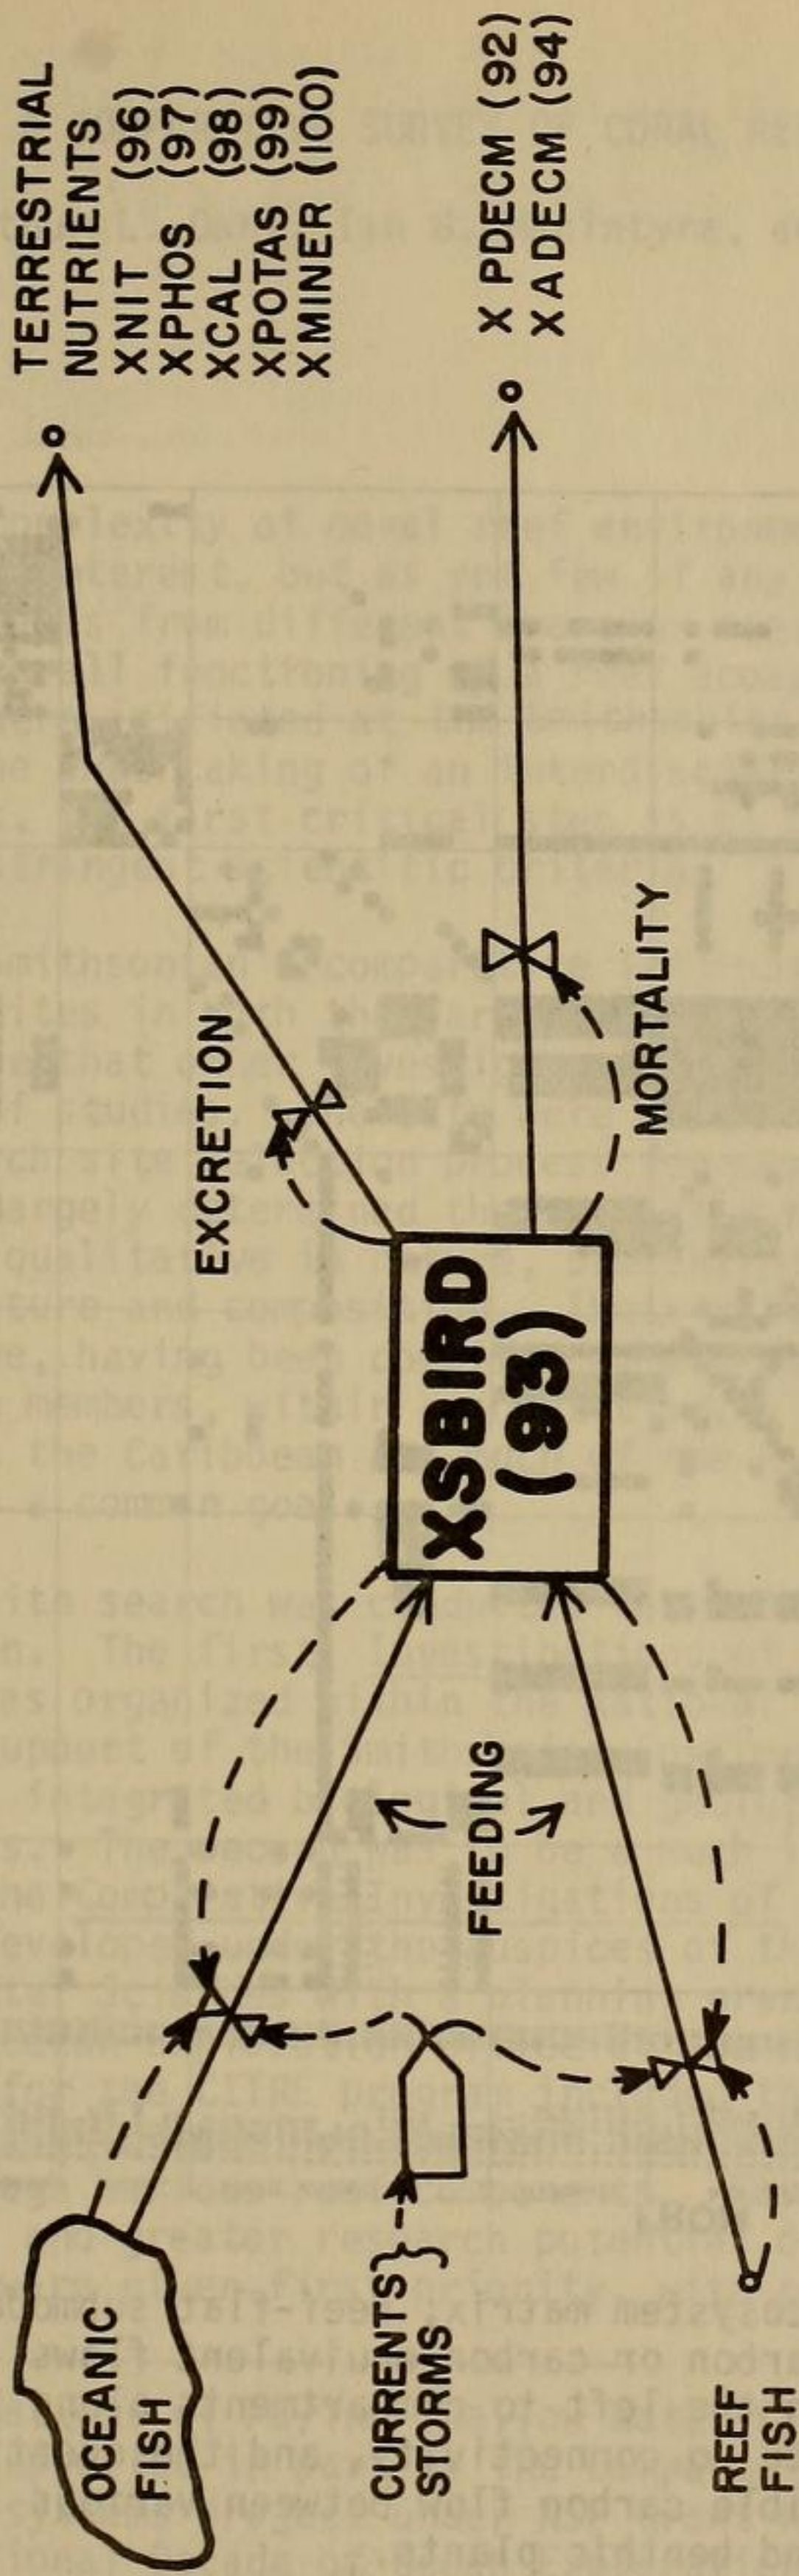 OCEANIC
FISH
CURRENTS
STORMS
REEF
FISH
FEEDING
XSBIRD
(93)
EXCRETION
MORTALITY
TERRESTRIAL
NUTRIENTS
XNIT (96)
XPHOS (97)
XCAL (98)
XPOTAS (99)
XMINER (100)
X PDECM (92)
XADECM (94)